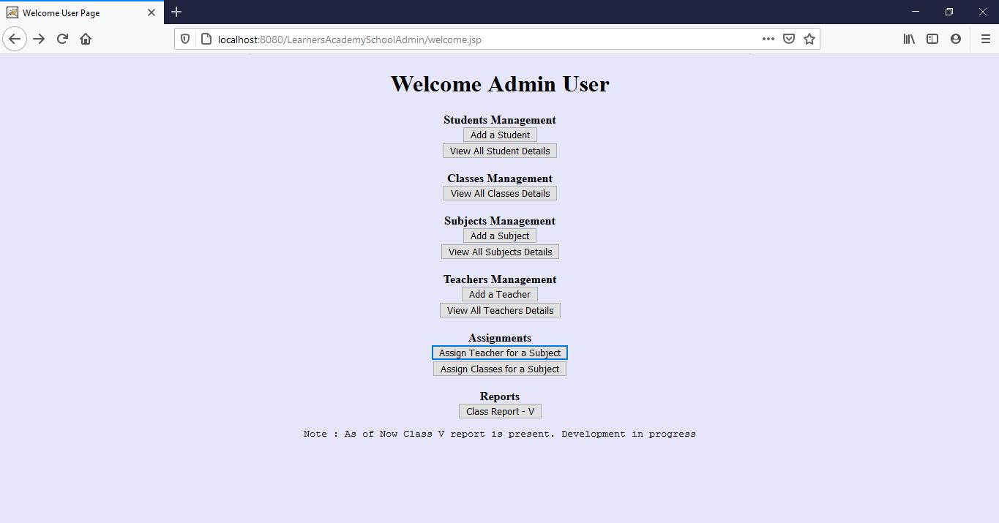 Welcome User Page
localhost:8080/LearnersAcademySchoolAdmin/welcome.jsp
Welcome Admin User
Students Management
Add a Student
View All Student Details
Classes Management
View All Classes Details
Subjects Management
Add a Subject
View All Subjects Details
Teachers Management
Add a Teacher
View All Teachers Details
Assignments
Assign Teacher for a Subject
Assign Classes for a Subject
Reports
Class Report - V
Note : As of Now Class V report is present. Development in progress